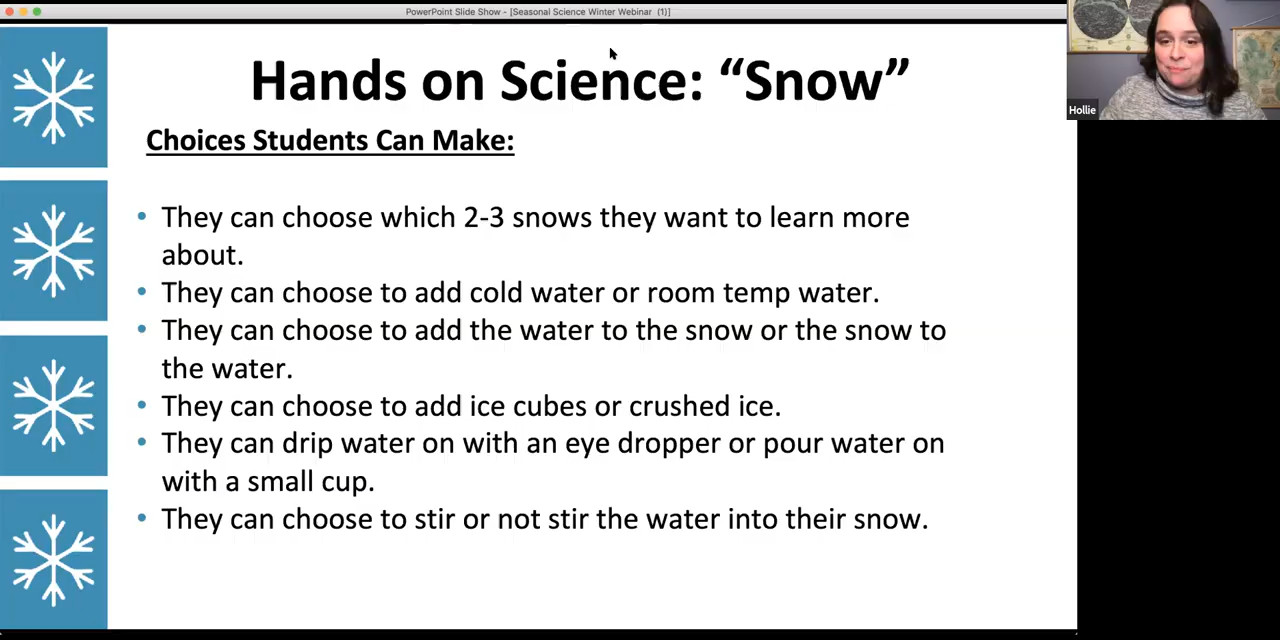 PowerPoint Slide Show - [Seasonal Science Winter Webinar (1)]
Hands on Science: “Snow”
Hollie
Choices Students Can Make:
• They can choose which 2-3 snows they want to learn more
about.
• They can choose to add cold water or room temp water.
• They can choose to add the water to the snow or the snow to
the water.
• They can choose to add ice cubes or crushed ice.
• They can drip water on with an eye dropper or pour water on
with a small cup.
• They can choose to stir or not stir the water into their snow.